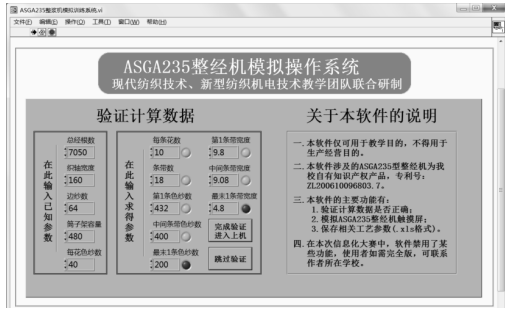 ASGA235整浆机模拟训练系统.vi
文件(F) 编辑(E) 操作(O) 工具(T) 窗口(W) 帮助(H)
ASGA235整经机模拟操作系统
现代纺织技术、新型纺织机电技术教学团队联合研制
验证计算数据
在此输入已知参数
总经根数
7050
织轴宽度
160
边纱数
64
筒子架容量
480
每花色纱数
40
在此输入求得参数
每条花数
10
条带数
18
第1条色纱数
432
中间条带色纱数
400
最末1条色纱数
200
第1条带宽度
9.8
中间条带宽度
9.08
最末1条带宽度
4.8
完成验证
进入上机
跳过验证
关于本软件的说明
一. 本软件仅可用于教学目的，不得用于
生产经营目的。
二. 本软件涉及的ASGA235型整经机为我
校自有知识产权产品，专利号：
ZL200610096803.7。
三. 本软件的主要功能有：
1. 验证计算数据是否正确；
2. 模拟ASGA235整经机触摸屏；
3. 保存相关工艺参数(.xls格式)。
四. 在本次信息化大赛中，软件禁用了某
些功能，使用者如需完全版，可联系
作者所在学校。